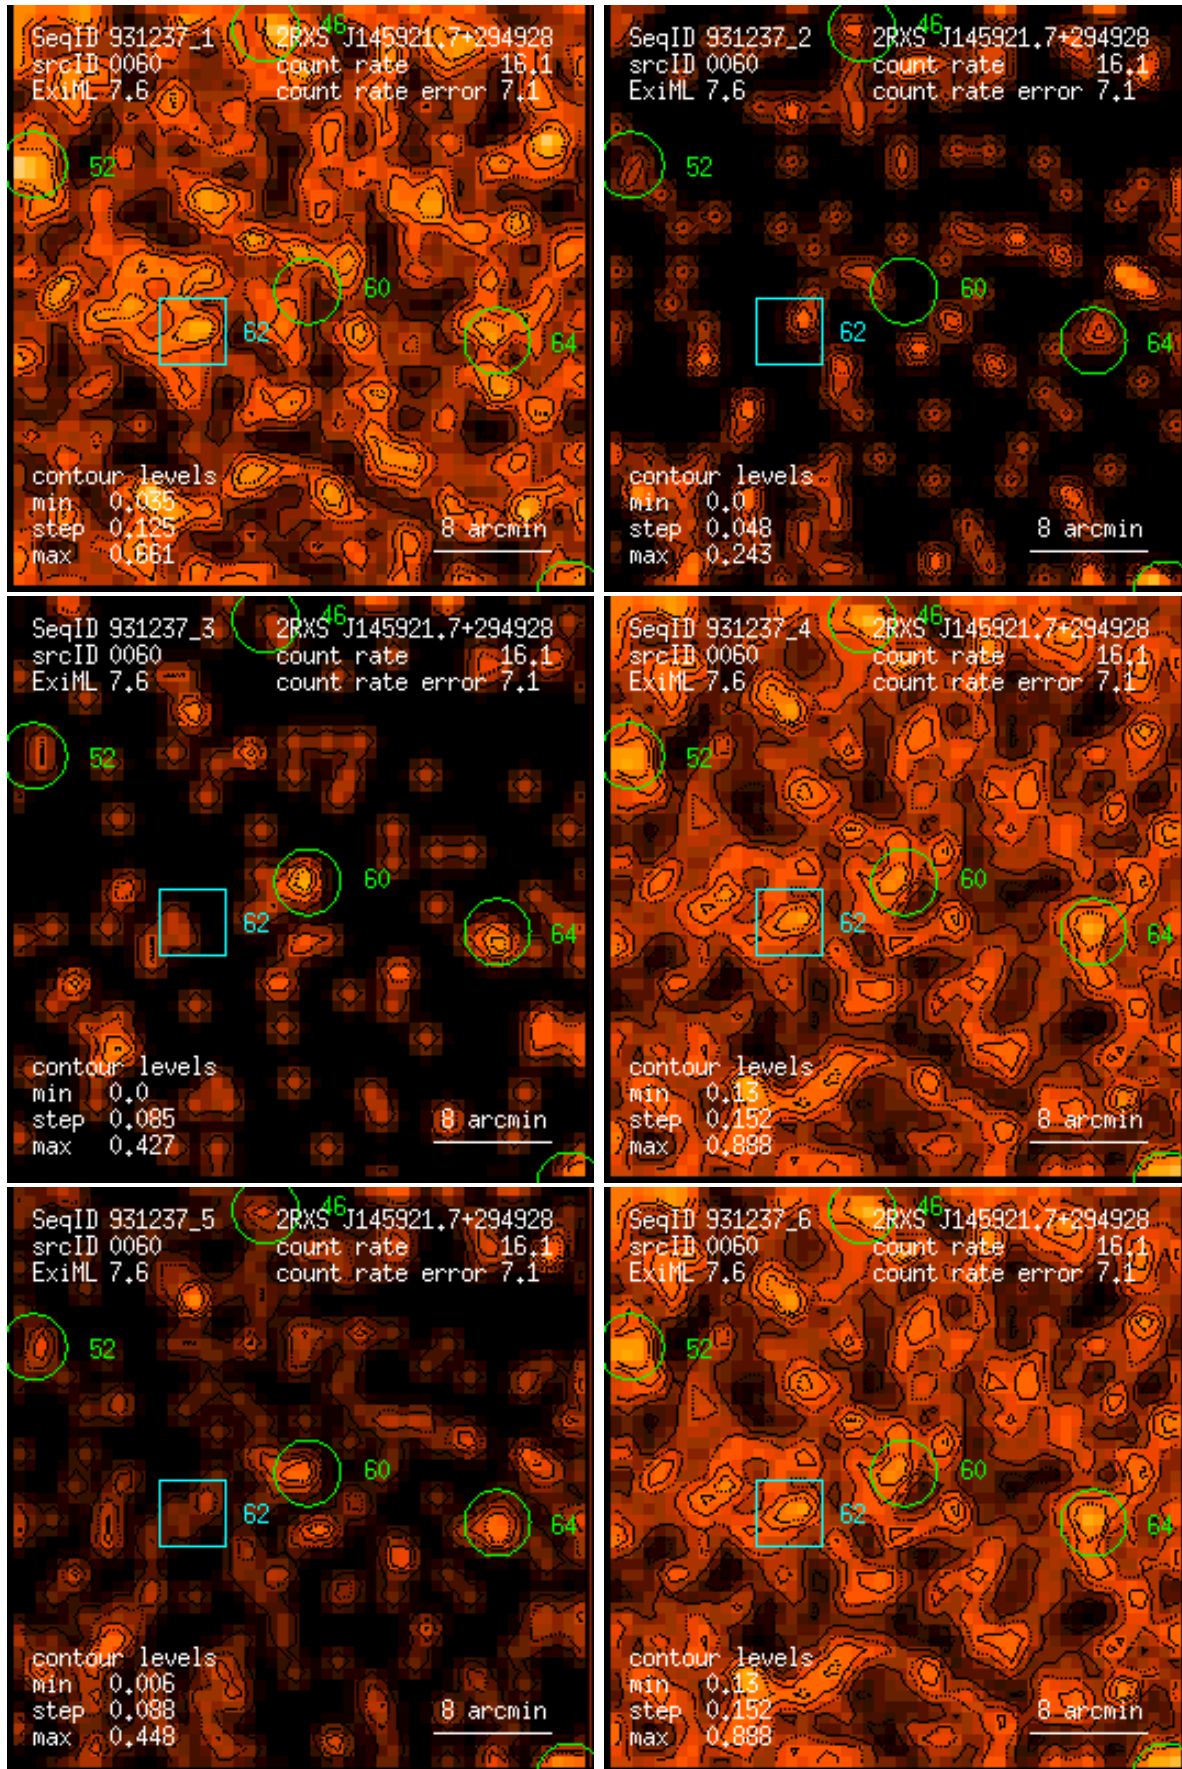 46
SeqID 931237_1 2RXS J145921.7+294928
srcID 0060 count rate 16.1
ExiML 7.6 count rate error 7.1
52
60
62
64
contour levels
min 0.035
step 0.125
max 0.661
8 arcmin
46
SeqID 931237_2 2RXS J145921.7+294928
srcID 0060 count rate 16.1
ExiML 7.6 count rate error 7.1
52
60
62
64
contour levels
min 0.0
step 0.048
max 0.243
8 arcmin
46
SeqID 931237_3 2RXS J145921.7+294928
srcID 0060 count rate 16.1
ExiML 7.6 count rate error 7.1
52
60
62
64
contour levels
min 0.0
step 0.085
max 0.427
8 arcmin
46
SeqID 931237_4 2RXS J145921.7+294928
srcID 0060 count rate 16.1
ExiML 7.6 count rate error 7.1
52
60
62
64
contour levels
min 0.13
step 0.152
max 0.888
8 arcmin
46
SeqID 931237_5 2RXS J145921.7+294928
srcID 0060 count rate 16.1
ExiML 7.6 count rate error 7.1
52
60
62
64
contour levels
min 0.006
step 0.088
max 0.448
8 arcmin
46
SeqID 931237_6 2RXS J145921.7+294928
srcID 0060 count rate 16.1
ExiML 7.6 count rate error 7.1
52
60
62
64
contour levels
min 0.13
step 0.152
max 0.888
8 arcmin